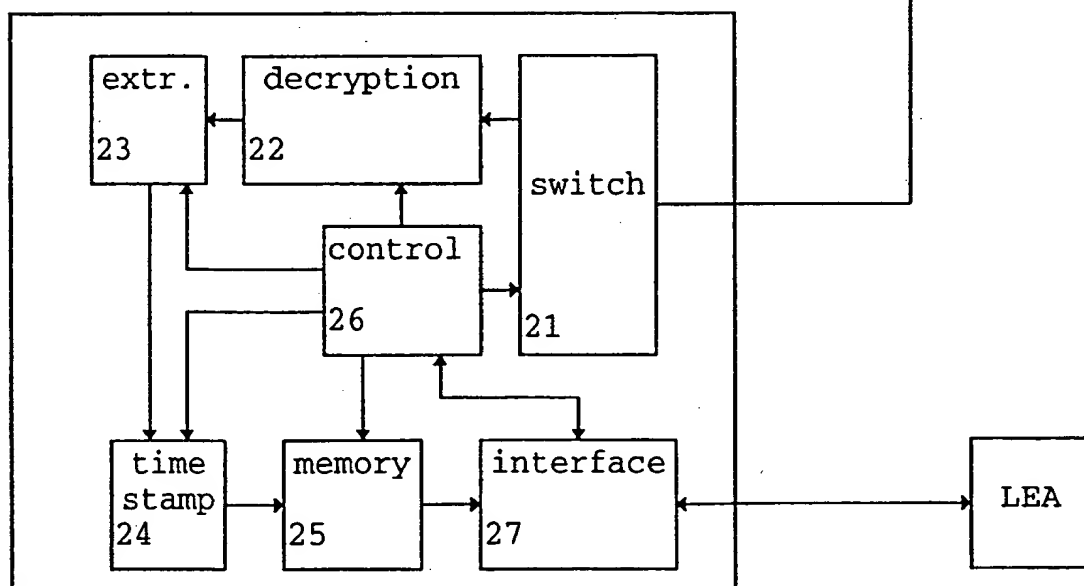 extr.
23
decryption
22
switch
21
control
26
time
stamp
24
memory
25
interface
27
LEA